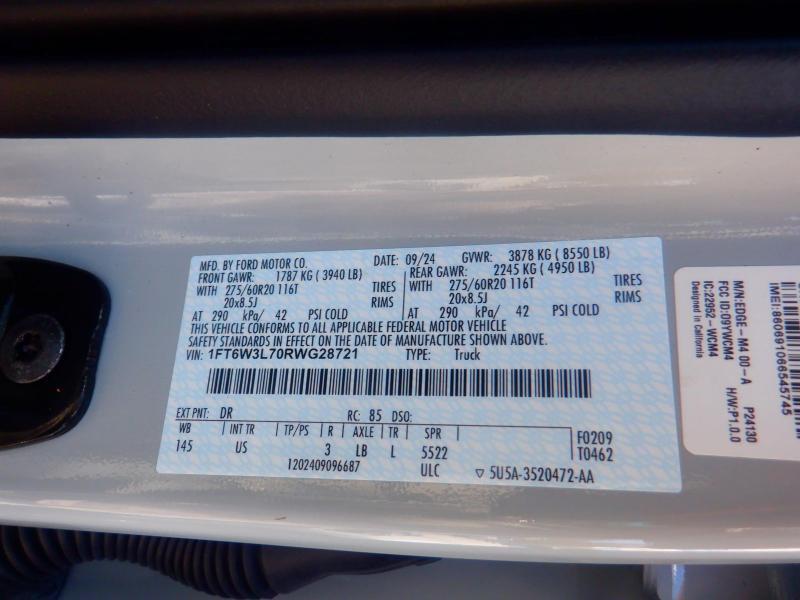 MFD. BY FORD MOTOR CO. DATE: 09/24 GVWR: 3878 KG ( 8550 LB)
FRONT GAWR: 1787 KG ( 3940 LB) REAR GAWR: 2245 KG ( 4950 LB)
WITH 275/60R20 116T TIRES WITH 275/60R20 116T TIRES
20x8.5J RIMS 20x8.5J RIMS
AT 290 kPa/ 42 PSI COLD AT 290 kPa/ 42 PSI COLD
THIS VEHICLE CONFORMS TO ALL APPLICABLE FEDERAL MOTOR VEHICLE
SAFETY STANDARDS IN EFFECT ON THE DATE OF MANUFACTURE SHOWN ABOVE.
VIN: 1FT6W3L70RWG28721 TYPE: Truck
EXT PNT: DR RC: 85 DSO:
WB INT TR TP/PS R AXLE TR SPR F0209
145 US 3 LB L 5522 T0462
1202409096687 ULC ▽ 5U5A-3520472-AA
IMEI:860691066545745
M/N:EDGE-M4 00-A P24130
FCC ID:O9YWCM4 H/W:P1.0.0
IC:22952-WCM4
Designed in California